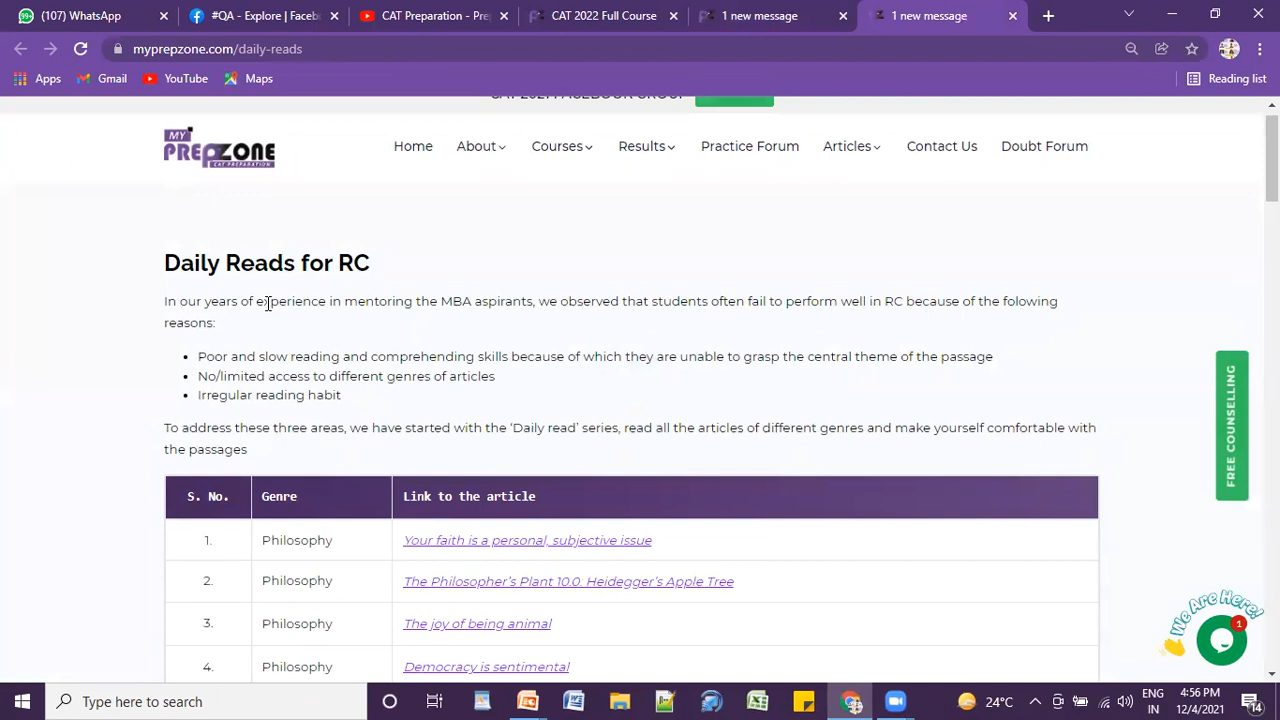 (107) WhatsApp
#QA - Explore | Facebo
CAT Preparation - Prep
CAT 2022 Full Course
1 new message
1 new message
myprepzone.com/daily-reads
Apps
Gmail
YouTube
Maps
Reading list
MY
PREPZONE
CAT PREPARATION
Home
About
Courses
Results
Practice Forum
Articles
Contact Us
Doubt Forum
Daily Reads for RC
In our years of experience in mentoring the MBA aspirants, we observed that students often fail to perform well in RC because of the folowing
reasons:
Poor and slow reading and comprehending skills because of which they are unable to grasp the central theme of the passage
No/limited access to different genres of articles
Irregular reading habit
To address these three areas, we have started with the ‘Daily read’ series, read all the articles of different genres and make yourself comfortable with
the passages
FREE COUNSELLING
S. No. Genre Link to the article
1. Philosophy Your faith is a personal, subjective issue
2. Philosophy The Philosopher’s Plant 10.0: Heidegger’s Apple Tree
3. Philosophy The joy of being animal
4. Philosophy Democracy is sentimental
We Are Here!
1
Type here to search
24°C
ENG
IN
4:56 PM
12/4/2021
14